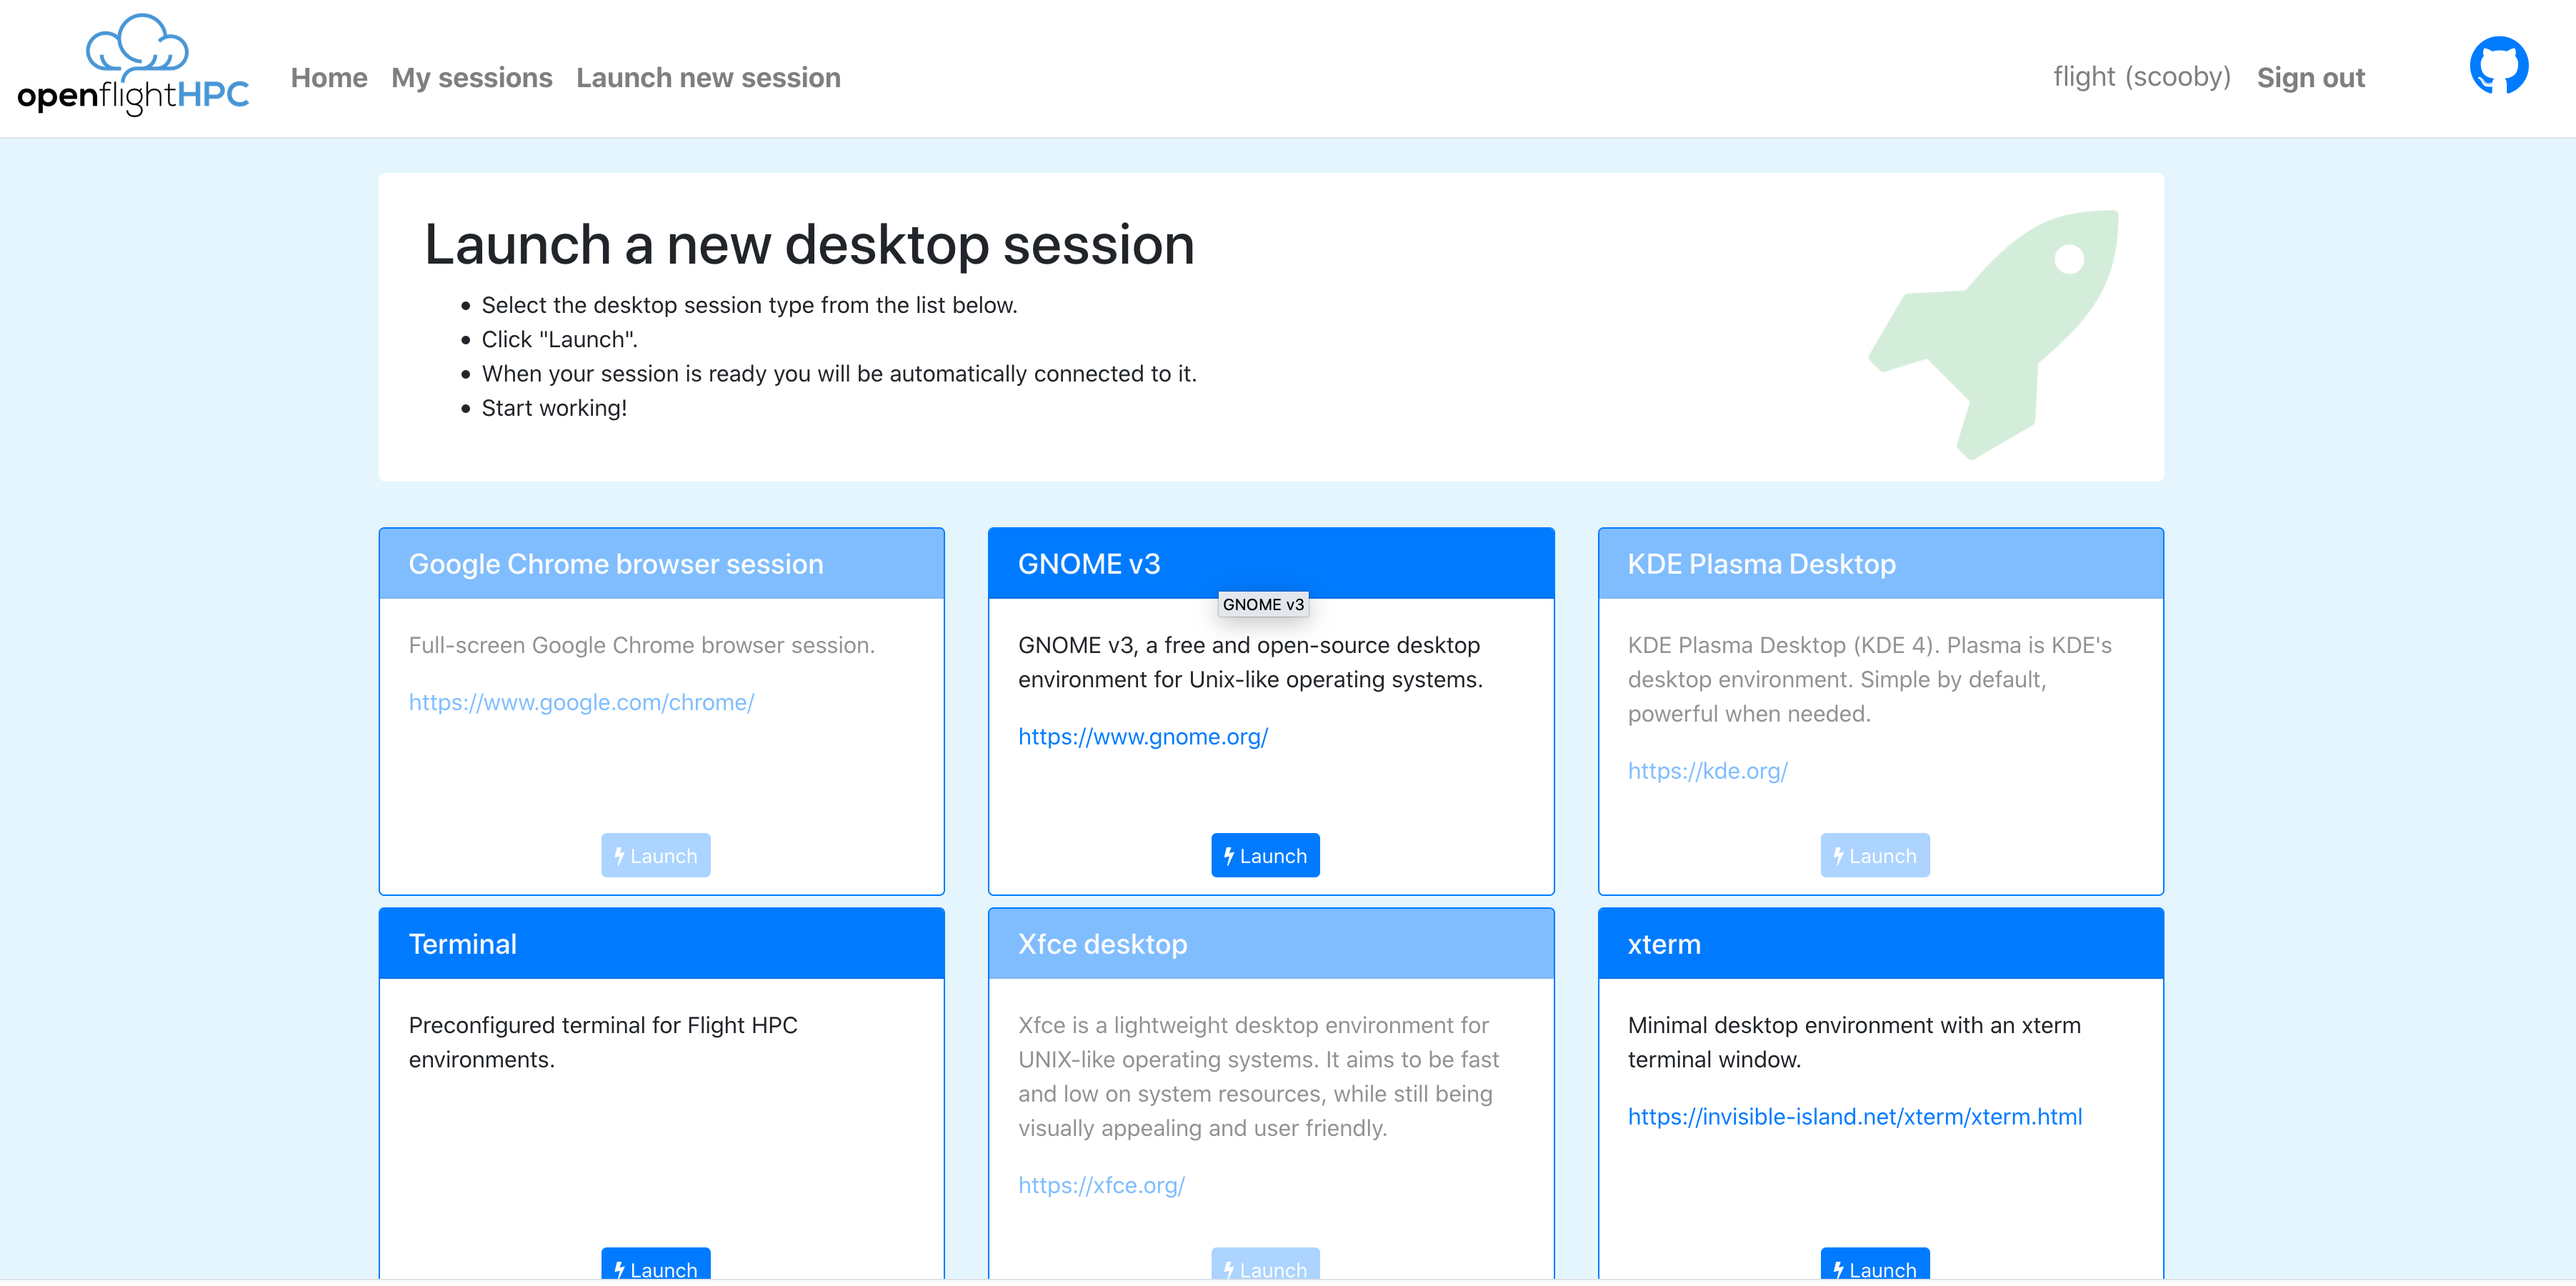 openflightHPC
Home My sessions Launch new session flight (scooby) Sign out
Launch a new desktop session
Select the desktop session type from the list below.
Click "Launch".
When your session is ready you will be automatically connected to it.
Start working!
Google Chrome browser session
Full-screen Google Chrome browser session.
https://www.google.com/chrome/
Launch
GNOME v3
GNOME v3
GNOME v3, a free and open-source desktop
environment for Unix-like operating systems.
https://www.gnome.org/
Launch
KDE Plasma Desktop
KDE Plasma Desktop (KDE 4). Plasma is KDE's
desktop environment. Simple by default,
powerful when needed.
https://kde.org/
Launch
Terminal
Preconfigured terminal for Flight HPC
environments.
Launch
Xfce desktop
Xfce is a lightweight desktop environment for
UNIX-like operating systems. It aims to be fast
and low on system resources, while still being
visually appealing and user friendly.
https://xfce.org/
Launch
xterm
Minimal desktop environment with an xterm
terminal window.
https://invisible-island.net/xterm/xterm.html
Launch